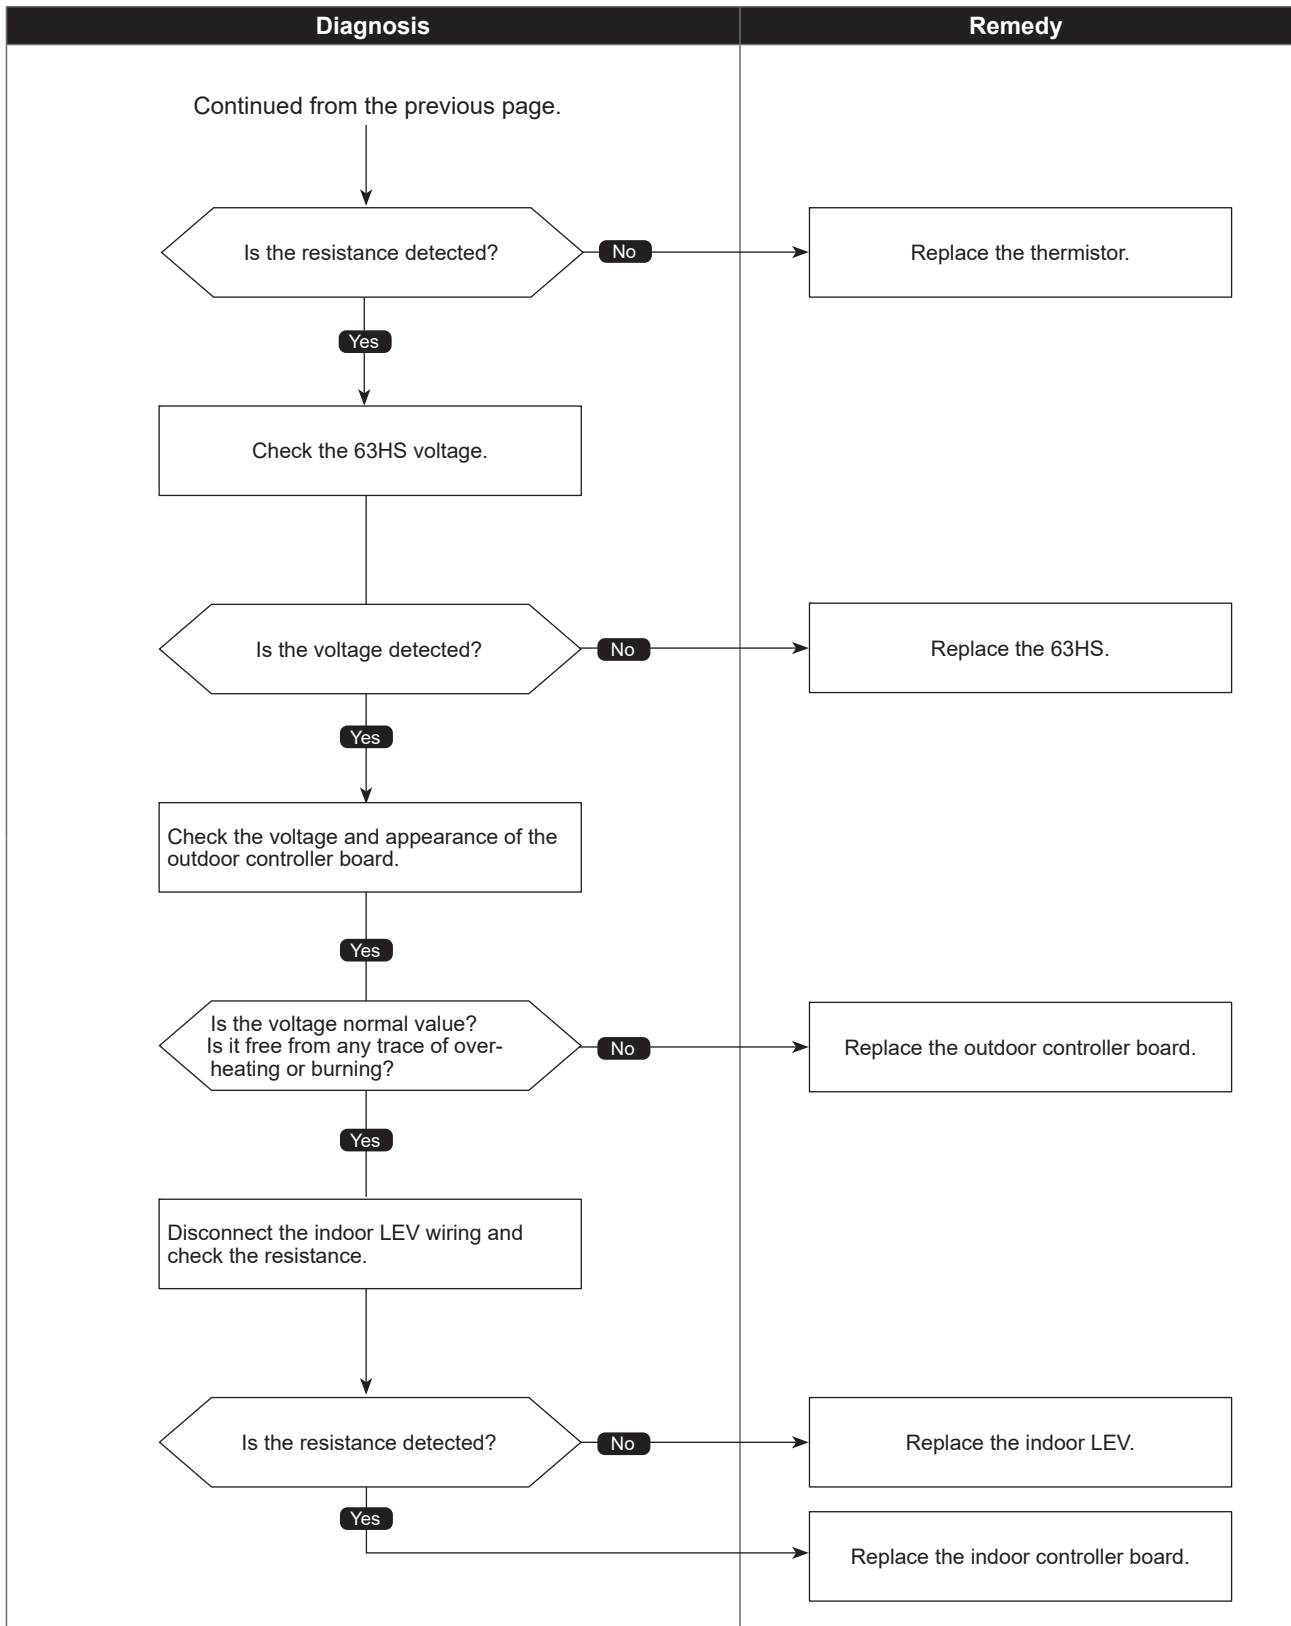 Diagnosis
Remedy
Continued from the previous page.
Is the resistance detected?
No
Replace the thermistor.
Yes
Check the 63HS voltage.
Is the voltage detected?
No
Replace the 63HS.
Yes
Check the voltage and appearance of the
outdoor controller board.
Yes
Is the voltage normal value?
Is it free from any trace of over-
heating or burning?
No
Replace the outdoor controller board.
Yes
Disconnect the indoor LEV wiring and
check the resistance.
Is the resistance detected?
No
Replace the indoor LEV.
Yes
Replace the indoor controller board.